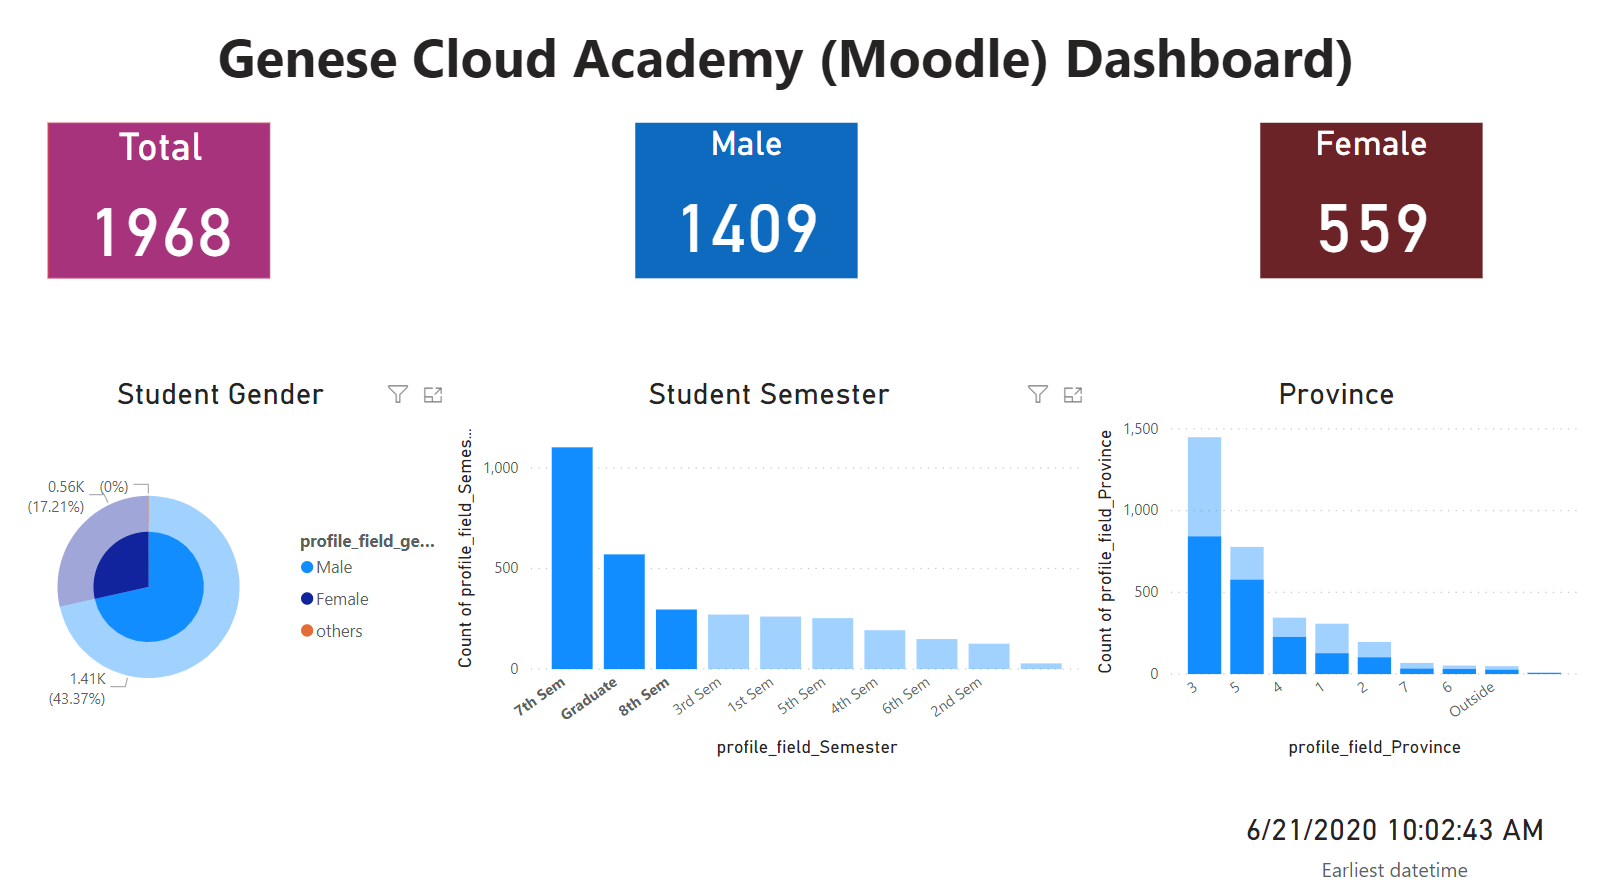 Genese Cloud Academy (Moodle) Dashboard)
Total
1968
Male
1409
Female
559
Student Gender
0.56K
(17.21%)
(0%)
1.41K
(43.37%)
profile_field_ge...
Male
Female
others
Student Semester
Count of profile_field_Semes...
1,000
500
0
7th Sem
Graduate
8th Sem
3rd Sem
1st Sem
5th Sem
4th Sem
6th Sem
2nd Sem
profile_field_Semester
Province
Count of profile_field_Province
1,500
1,000
500
0
3
5
4
1
2
7
6
Outside
profile_field_Province
6/21/2020 10:02:43 AM
Earliest datetime